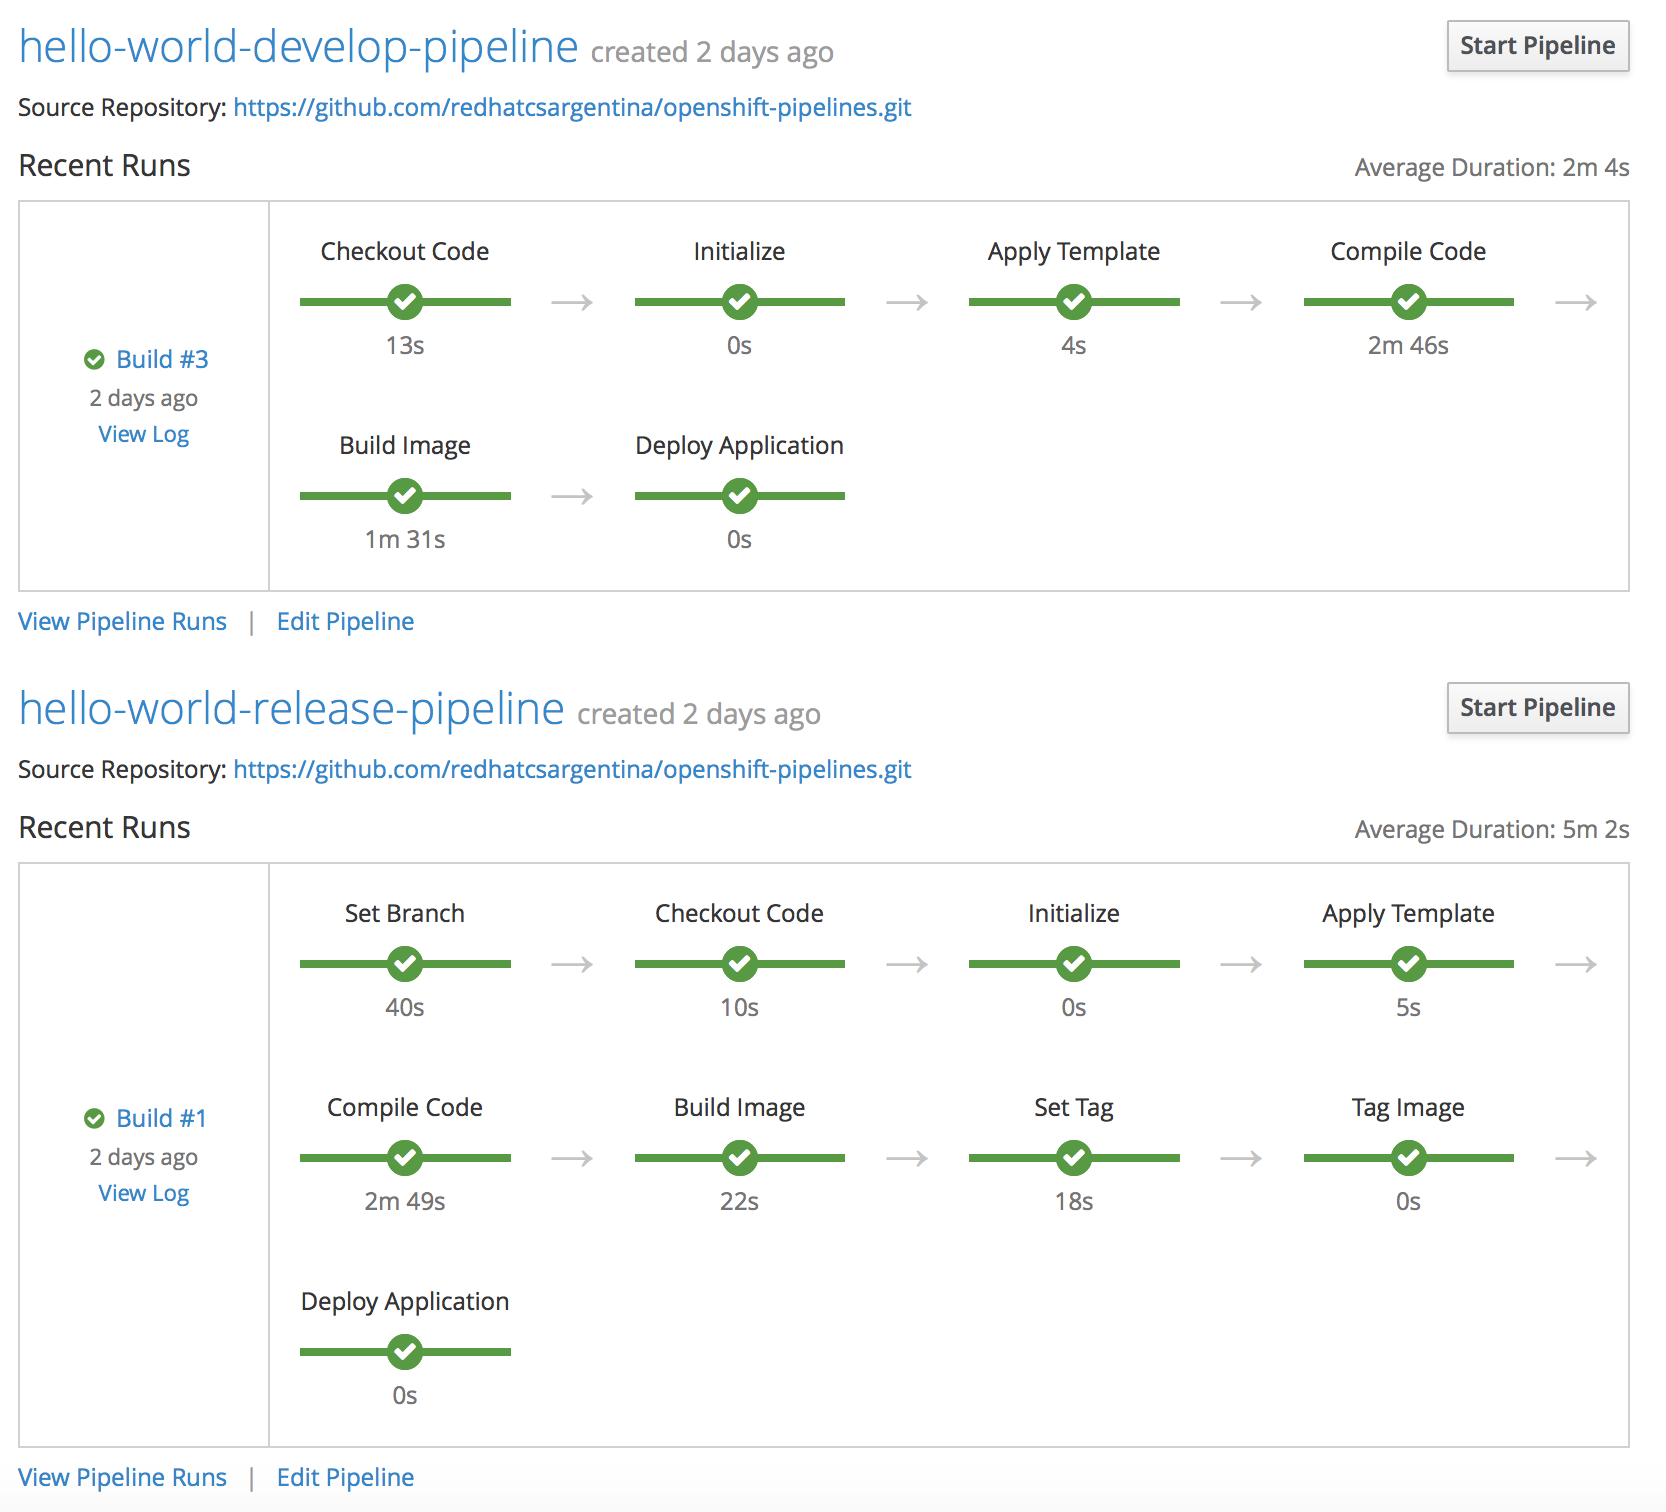 hello-world-develop-pipeline created 2 days ago
Start Pipeline
Source Repository: https://github.com/redhatcsargentina/openshift-pipelines.git
Recent Runs
Average Duration: 2m 4s
Build #3
2 days ago
View Log
Checkout Code
13s
Initialize
0s
Apply Template
4s
Compile Code
2m 46s
Build Image
1m 31s
Deploy Application
0s
View Pipeline Runs | Edit Pipeline
hello-world-release-pipeline created 2 days ago
Start Pipeline
Source Repository: https://github.com/redhatcsargentina/openshift-pipelines.git
Recent Runs
Average Duration: 5m 2s
Build #1
2 days ago
View Log
Set Branch
40s
Checkout Code
10s
Initialize
0s
Apply Template
5s
Compile Code
2m 49s
Build Image
22s
Set Tag
18s
Tag Image
0s
Deploy Application
0s
View Pipeline Runs | Edit Pipeline